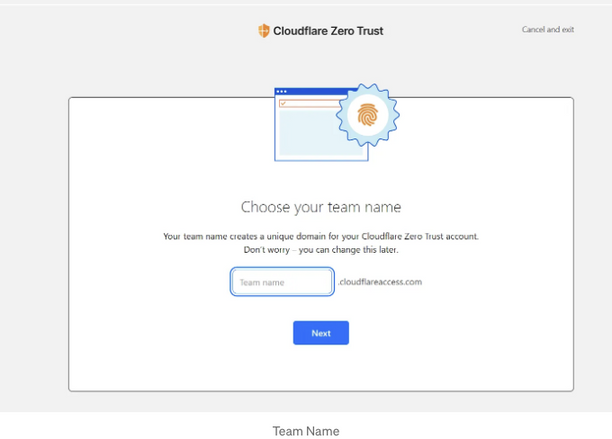 Cloudflare Zero Trust
Cancel and exit
Choose your team name
Your team name creates a unique domain for your Cloudflare Zero Trust account.
Don't worry – you can change this later.
Team name .cloudflareaccess.com
Next
Team Name